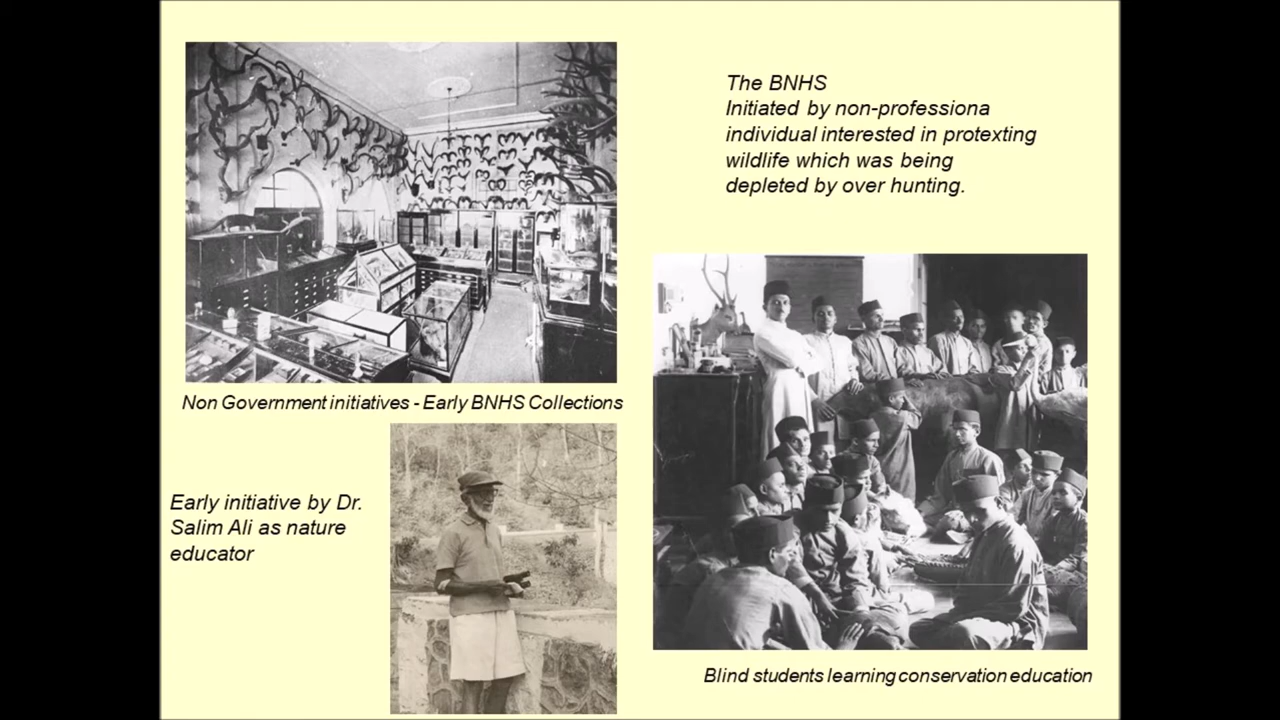 The BNHS
Initiated by non-professiona
individual interested in protexting
wildlife which was being
depleted by over hunting.
Non Government initiatives - Early BNHS Collections
Early initiative by Dr.
Salim Ali as nature
educator
Blind students learning conservation education